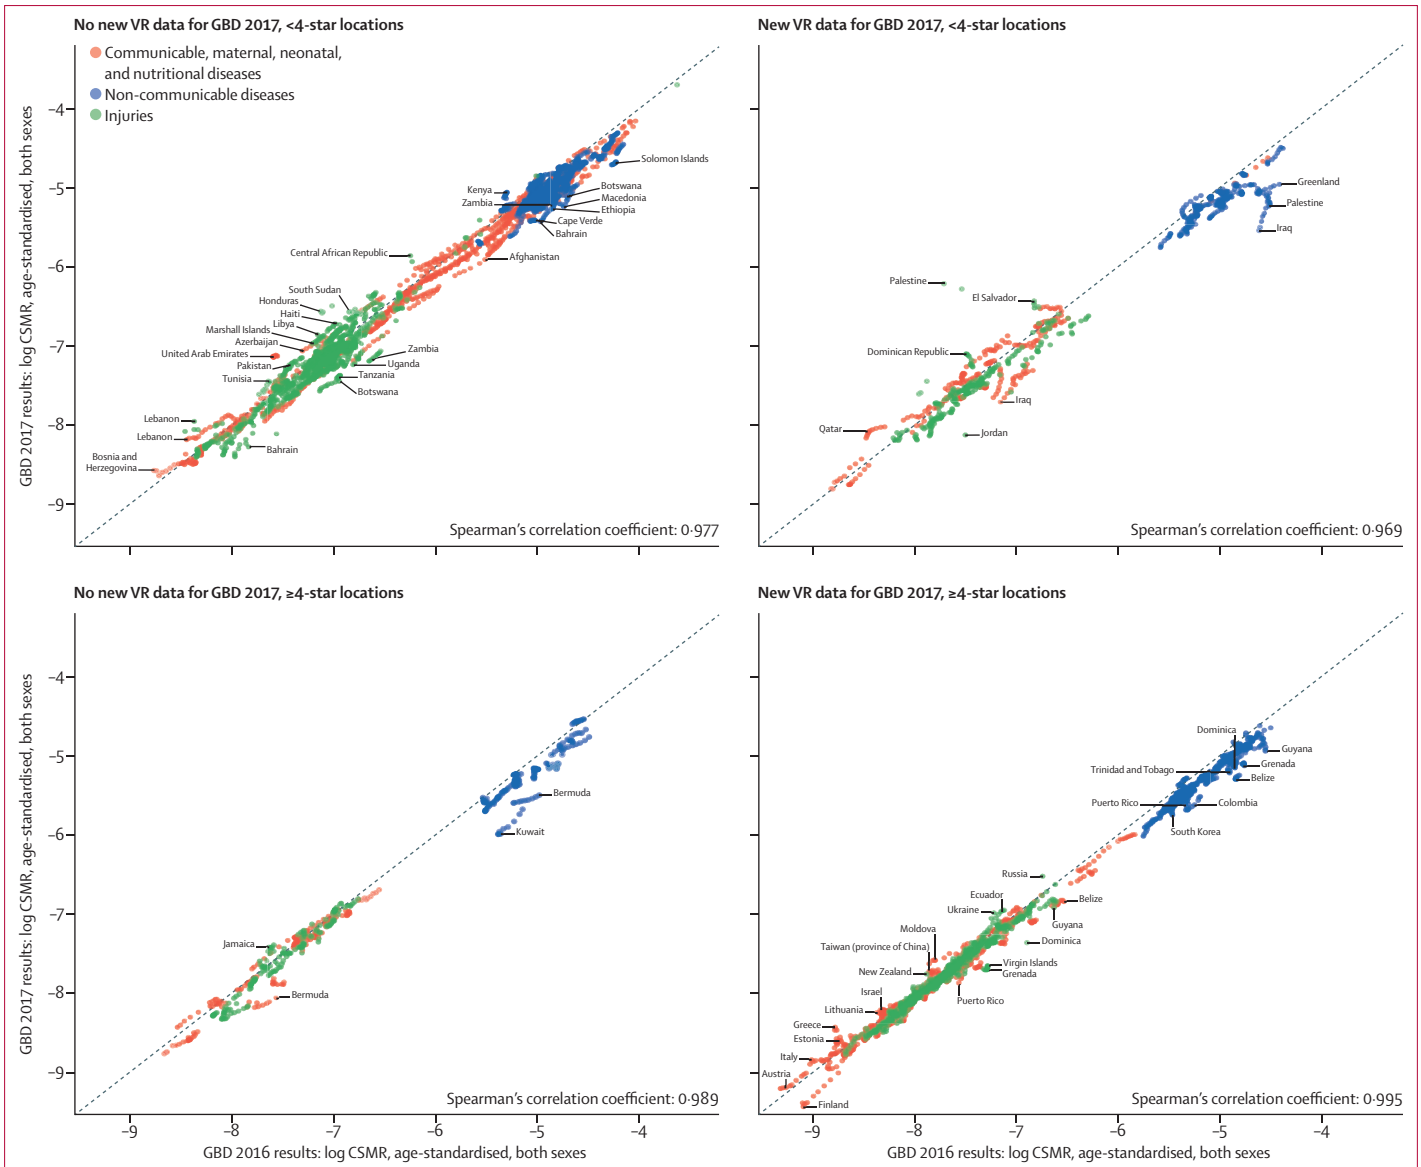 No new VR data for GBD 2017, <4-star locations
Communicable, maternal, neonatal,
and nutritional diseases
Non-communicable diseases
Injuries
GBD 2017 results: log CSMR, age-standardised, both sexes
–4
–5
–6
–7
–8
–9
Solomon Islands
Kenya
Zambia
Botswana
Macedonia
Ethiopia
Cape Verde
Bahrain
Central African Republic
Afghanistan
South Sudan
Honduras
Haiti
Libya
Marshall Islands
Azerbaijan
United Arab Emirates
Pakistan
Tunisia
Zambia
Uganda
Tanzania
Botswana
Lebanon
Lebanon
Bosnia and
Herzegovina
Bahrain
Spearman's correlation coefficient: 0·977
New VR data for GBD 2017, <4-star locations
Greenland
Palestine
Iraq
Palestine
El Salvador
Dominican Republic
Iraq
Qatar
Jordan
Spearman's correlation coefficient: 0·969
No new VR data for GBD 2017, ≥4-star locations
GBD 2017 results: log CSMR, age-standardised, both sexes
–4
–5
–6
–7
–8
–9
Bermuda
Kuwait
Jamaica
Bermuda
Spearman's correlation coefficient: 0·989
–9
–8
–7
–6
–5
–4
GBD 2016 results: log CSMR, age-standardised, both sexes
New VR data for GBD 2017, ≥4-star locations
Dominica
Guyana
Trinidad and Tobago
Grenada
Belize
Puerto Rico
Colombia
South Korea
Russia
Ecuador
Ukraine
Belize
Guyana
Moldova
Taiwan (province of China)
Dominica
New Zealand
Virgin Islands
Grenada
Israel
Puerto Rico
Lithuania
Greece
Estonia
Italy
Austria
Finland
Spearman's correlation coefficient: 0·995
–9
–8
–7
–6
–5
–4
GBD 2016 results: log CSMR, age-standardised, both sexes